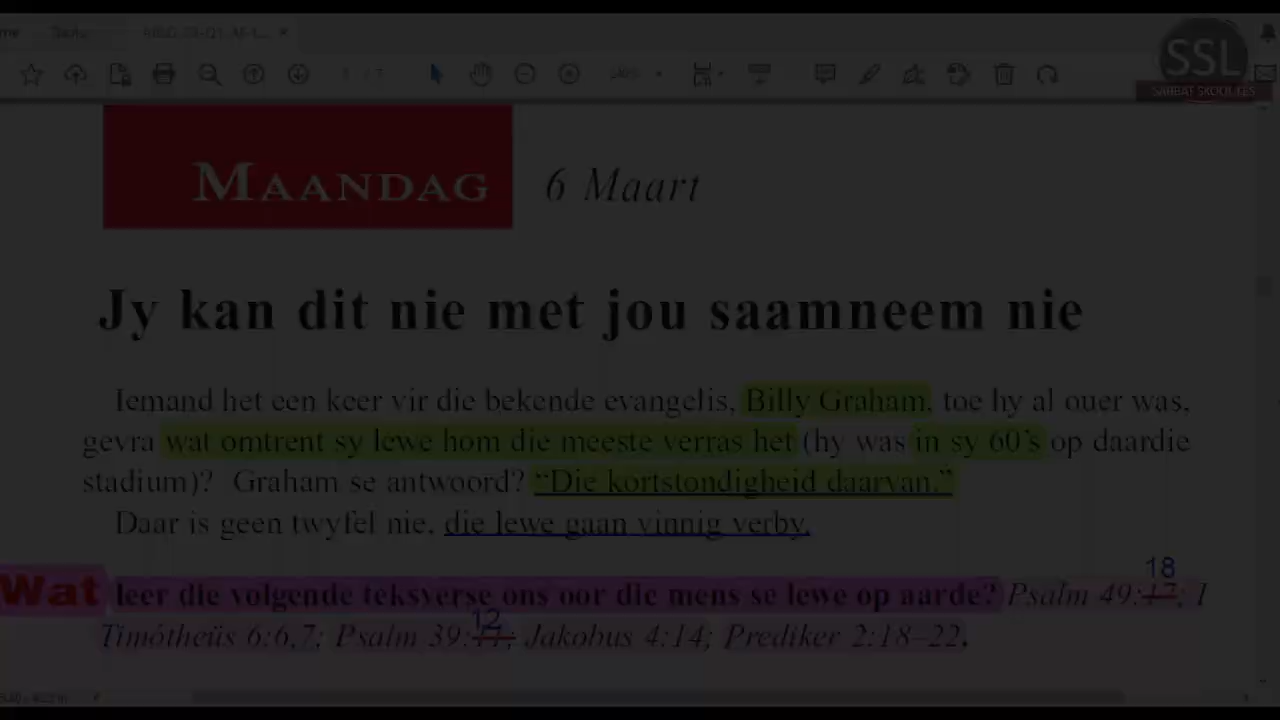 SSL
SABBAT SKOOL LES
MAANDAG 6 Maart
Jy kan dit nie met jou saamneem nie
Iemand het een keer vir die bekende evangelis, Billy Graham, toe hy al ouer was,
gevra wat omtrent sy lewe hom die meeste verras het (hy was in sy 60's op daardie
stadium)? Graham se antwoord? “Die kortstondigheid daarvan.”
Daar is geen twyfel nie, die lewe gaan vinnig verby.
18
Wat leer die volgende teksverse ons oor die mens se lewe op aarde? Psalm 49:17; I
12
Timótheüs 6:6,7; Psalm 39:11; Jakobus 4:14; Prediker 2:18–22.